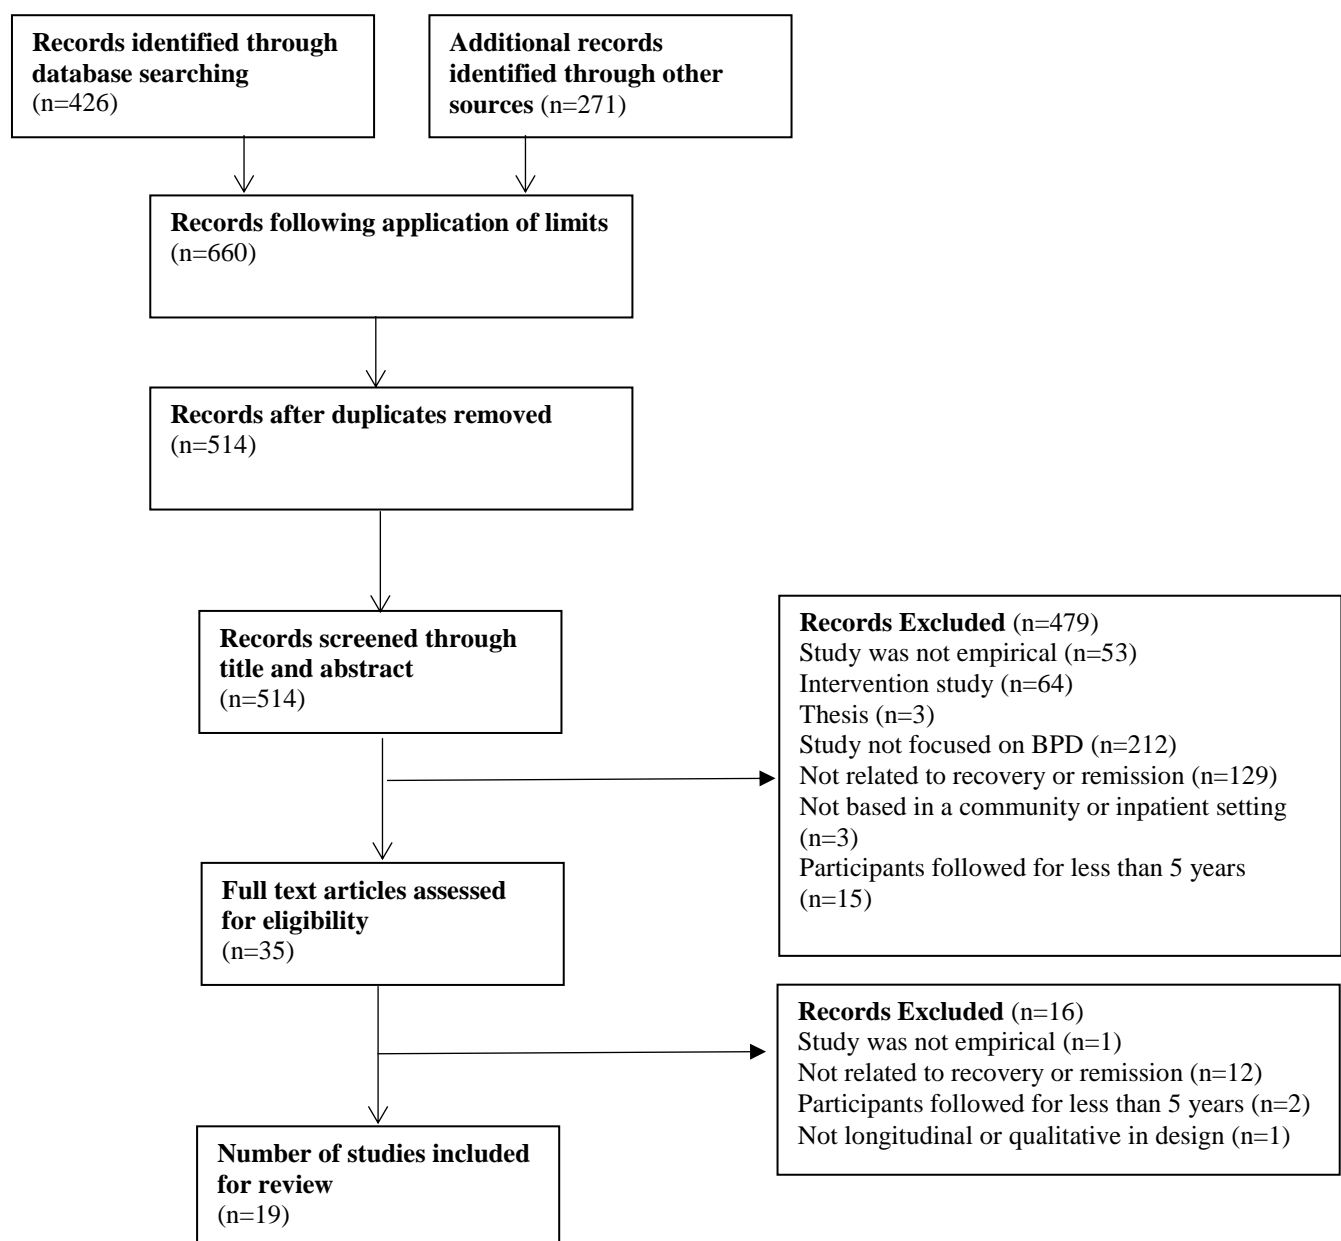 Records identified through
database searching
(n=426)
Additional records
identified through other
sources (n=271)
Records following application of limits
(n=660)
Records after duplicates removed
(n=514)
Records screened through
title and abstract
(n=514)
Records Excluded (n=479)
Study was not empirical (n=53)
Intervention study (n=64)
Thesis (n=3)
Study not focused on BPD (n=212)
Not related to recovery or remission (n=129)
Not based in a community or inpatient setting
(n=3)
Participants followed for less than 5 years
(n=15)
Full text articles assessed
for eligibility
(n=35)
Records Excluded (n=16)
Study was not empirical (n=1)
Not related to recovery or remission (n=12)
Participants followed for less than 5 years (n=2)
Not longitudinal or qualitative in design (n=1)
Number of studies included
for review
(n=19)